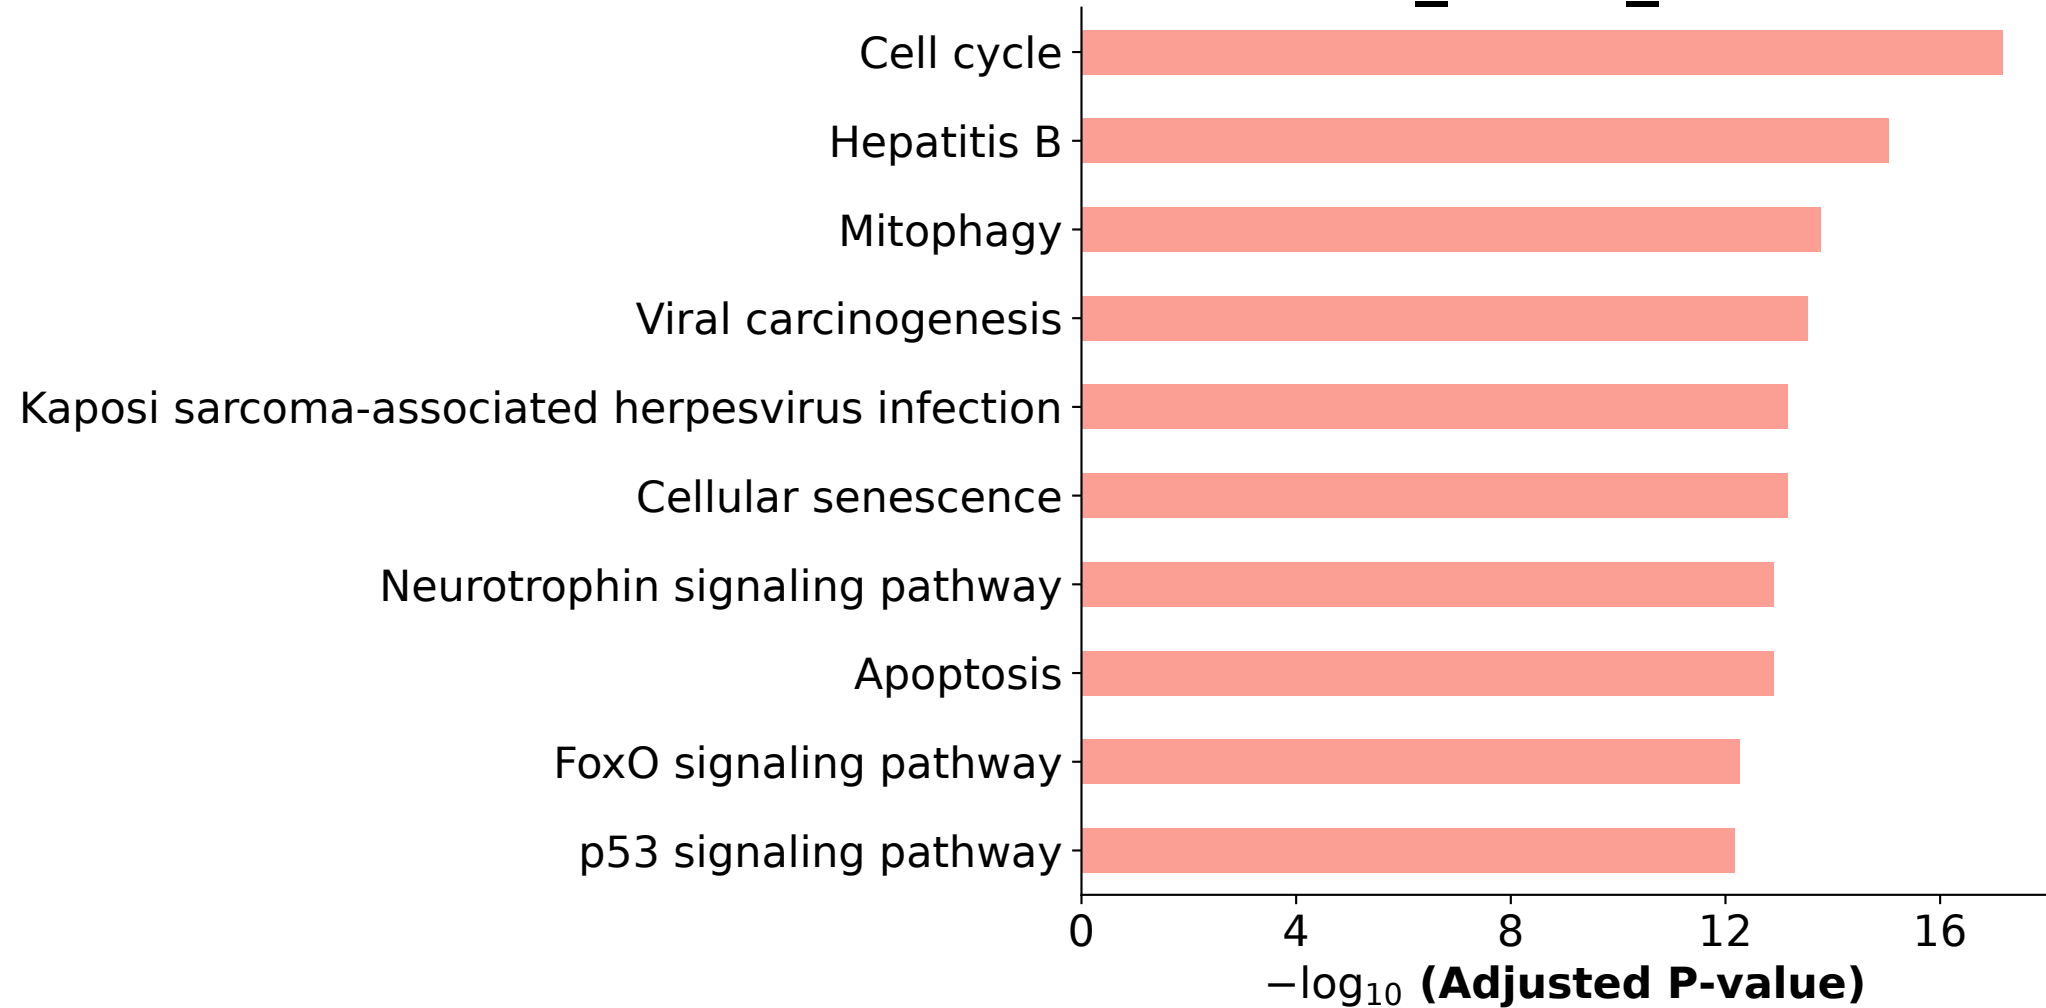 Cell cycle
Hepatitis B
Mitophagy
Viral carcinogenesis
Kaposi sarcoma-associated herpesvirus infection
Cellular senescence
Neurotrophin signaling pathway
Apoptosis
FoxO signaling pathway
p53 signaling pathway
0 4 8 12 16
−log₁₀ (Adjusted P-value)